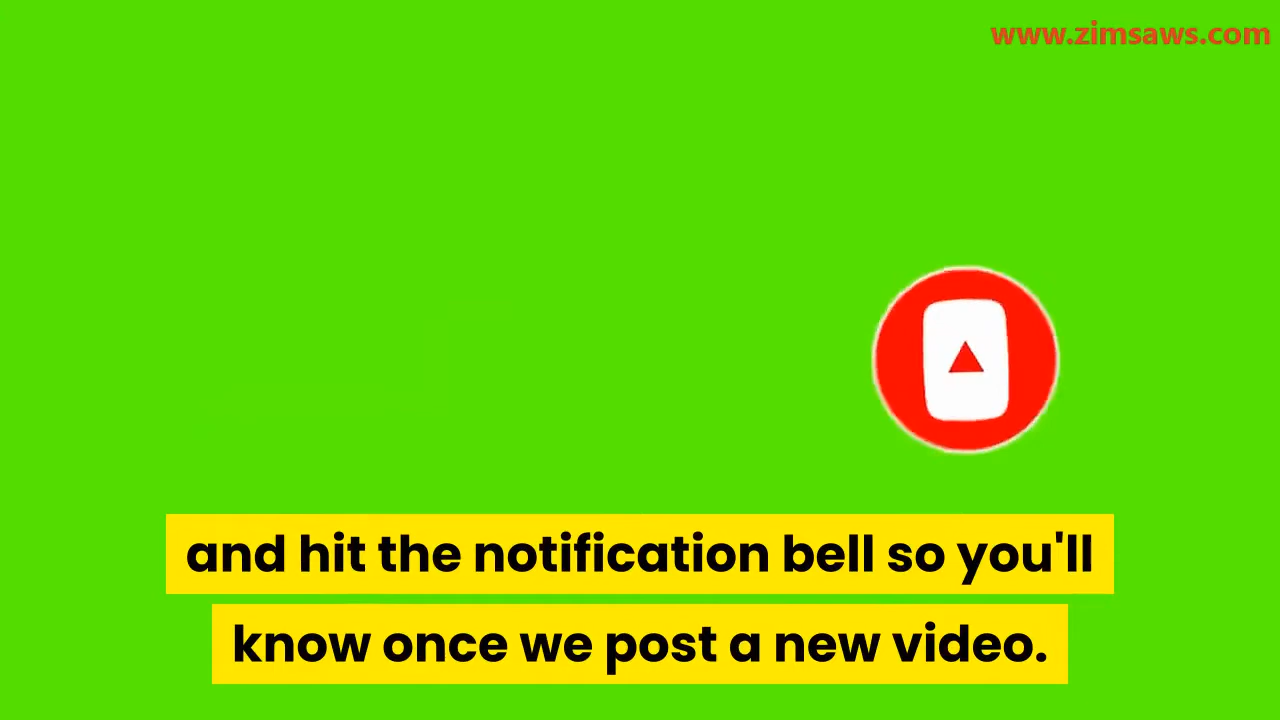 www.zimsaws.com
and hit the notification bell so you'll
know once we post a new video.